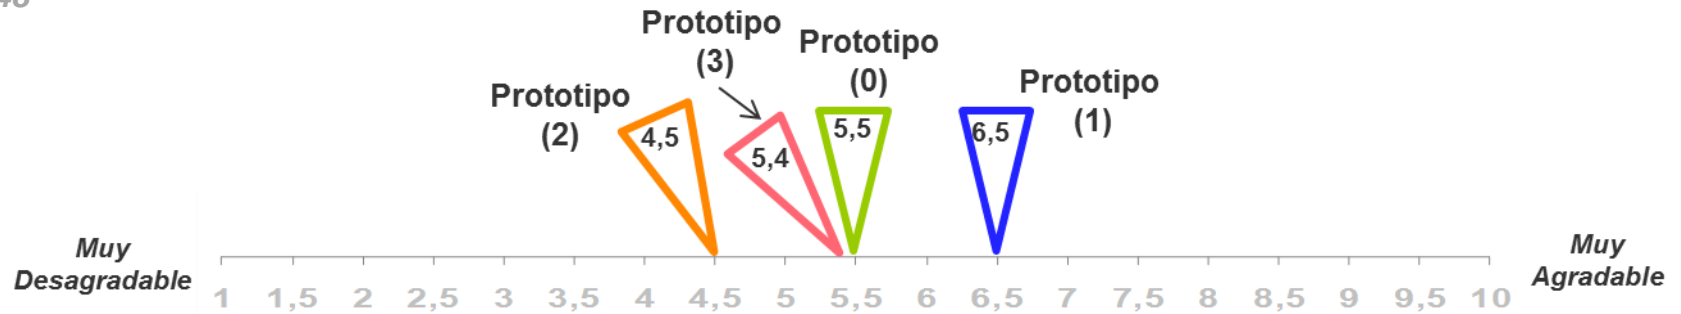 Prototipo
(3)
Prototipo
(0)
Prototipo
(1)
Prototipo
(2)
4,5
5,4
5,5
6,5
Muy
Desagradable
1 1,5 2 2,5 3 3,5 4 4,5 5 5,5 6 6,5 7 7,5 8 8,5 9 9,5 10
Muy
Agradable